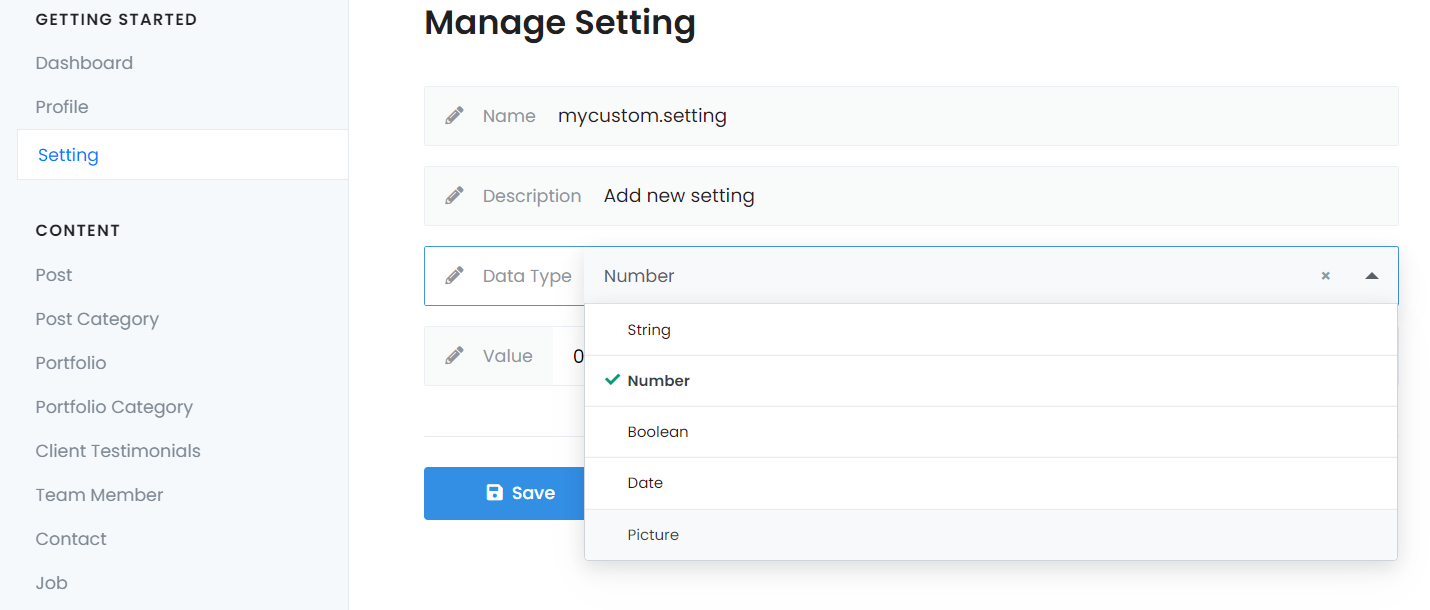 GETTING STARTED
Dashboard
Profile
Setting
CONTENT
Post
Post Category
Portfolio
Portfolio Category
Client Testimonials
Team Member
Contact
Job
Manage Setting
Name mycustom.setting
Description Add new setting
Data Type Number ×
String
Number
Boolean
Date
Picture
Value 0
Save